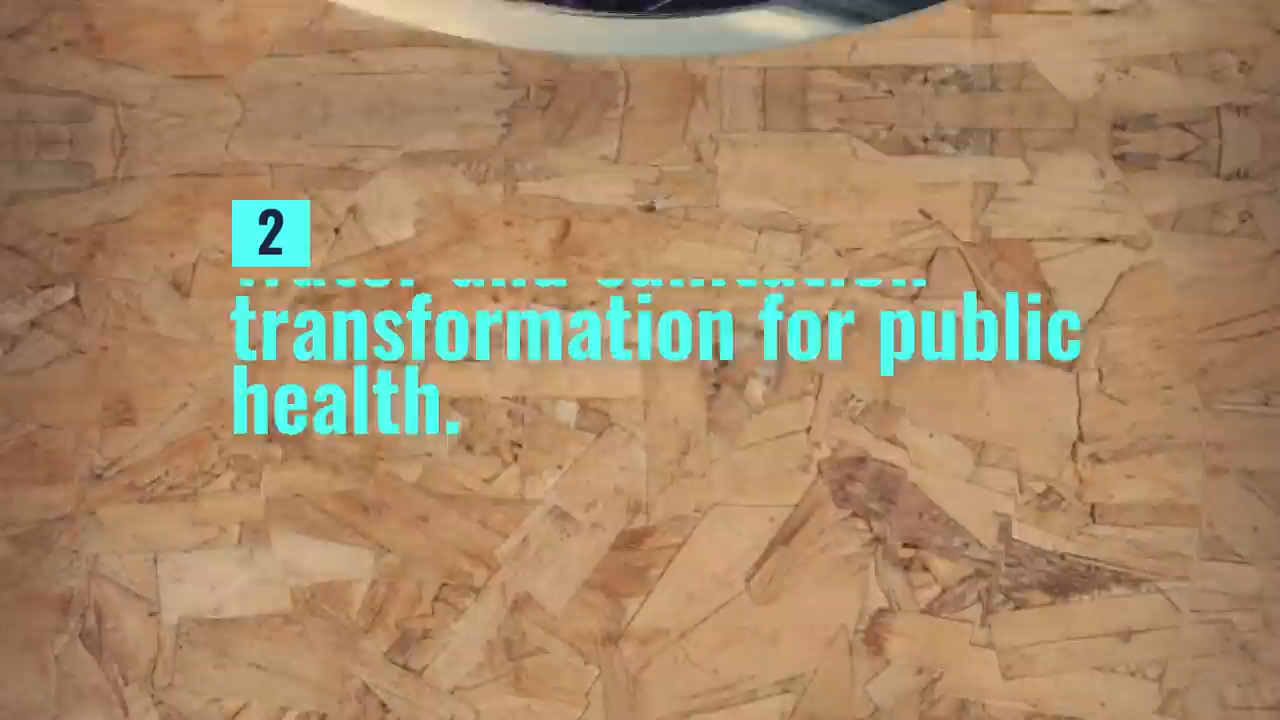 2
transformation for public
health.